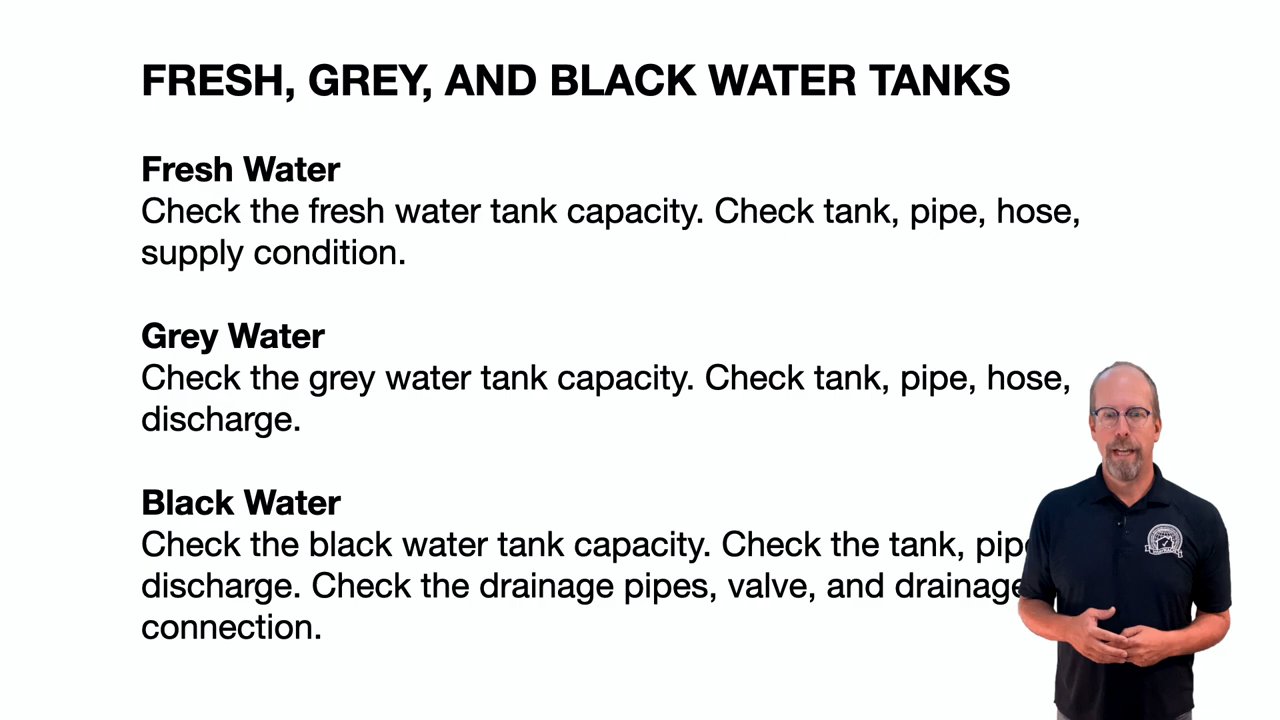 FRESH, GREY, AND BLACK WATER TANKS
Fresh Water
Check the fresh water tank capacity. Check tank, pipe, hose,
supply condition.
Grey Water
Check the grey water tank capacity. Check tank, pipe, hose,
discharge.
Black Water
Check the black water tank capacity. Check the tank,
discharge. Check the drainage pipes, valve, and drainage
connection.